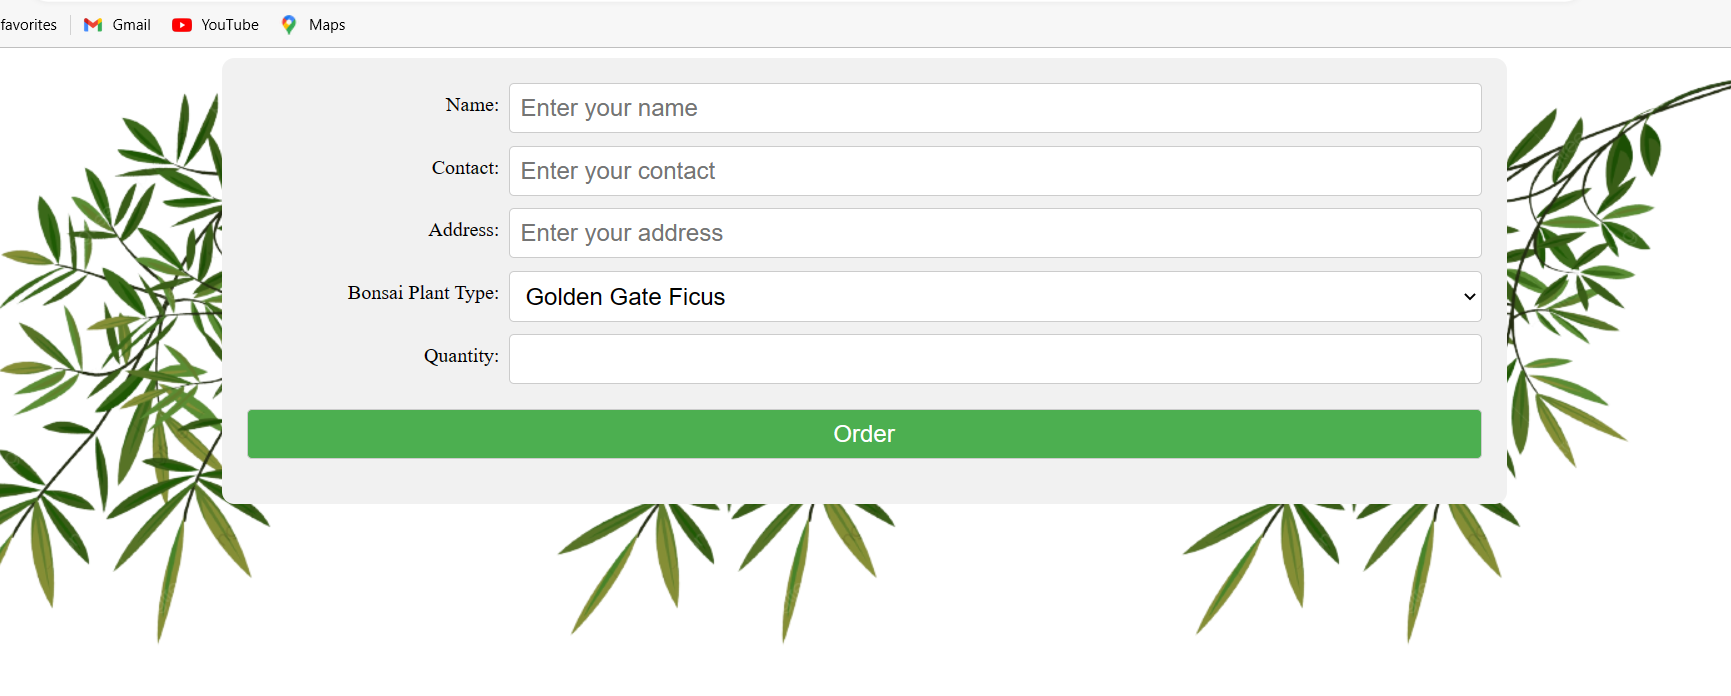 favorites Gmail YouTube Maps
Name: Enter your name
Contact: Enter your contact
Address: Enter your address
Bonsai Plant Type: Golden Gate Ficus
Quantity:
Order